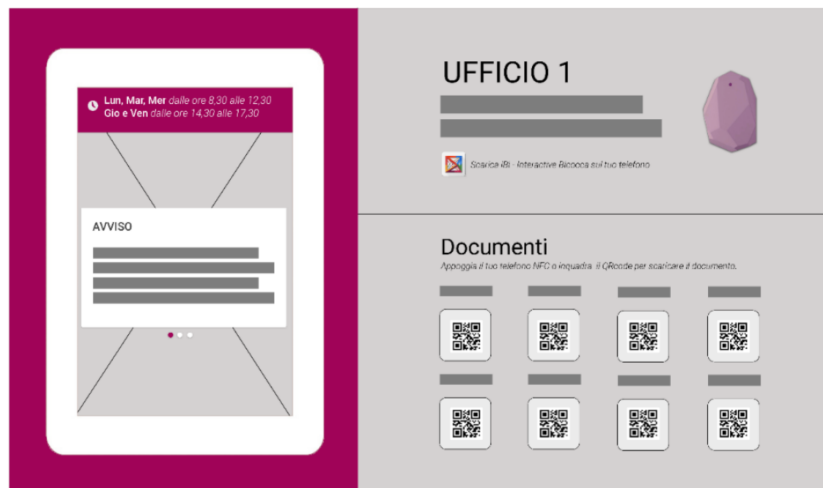 Lun, Mar, Mer dalle ore 8,30 alle 12,30
Gio e Ven dalle ore 14,30 alle 17,30
AVVISO
UFFICIO 1
Scarica iBi - Interactive Bicocca sul tuo telefono
Documenti
Appoggia il tuo telefono NFC o inquadra il QRcode per scaricare il documento.